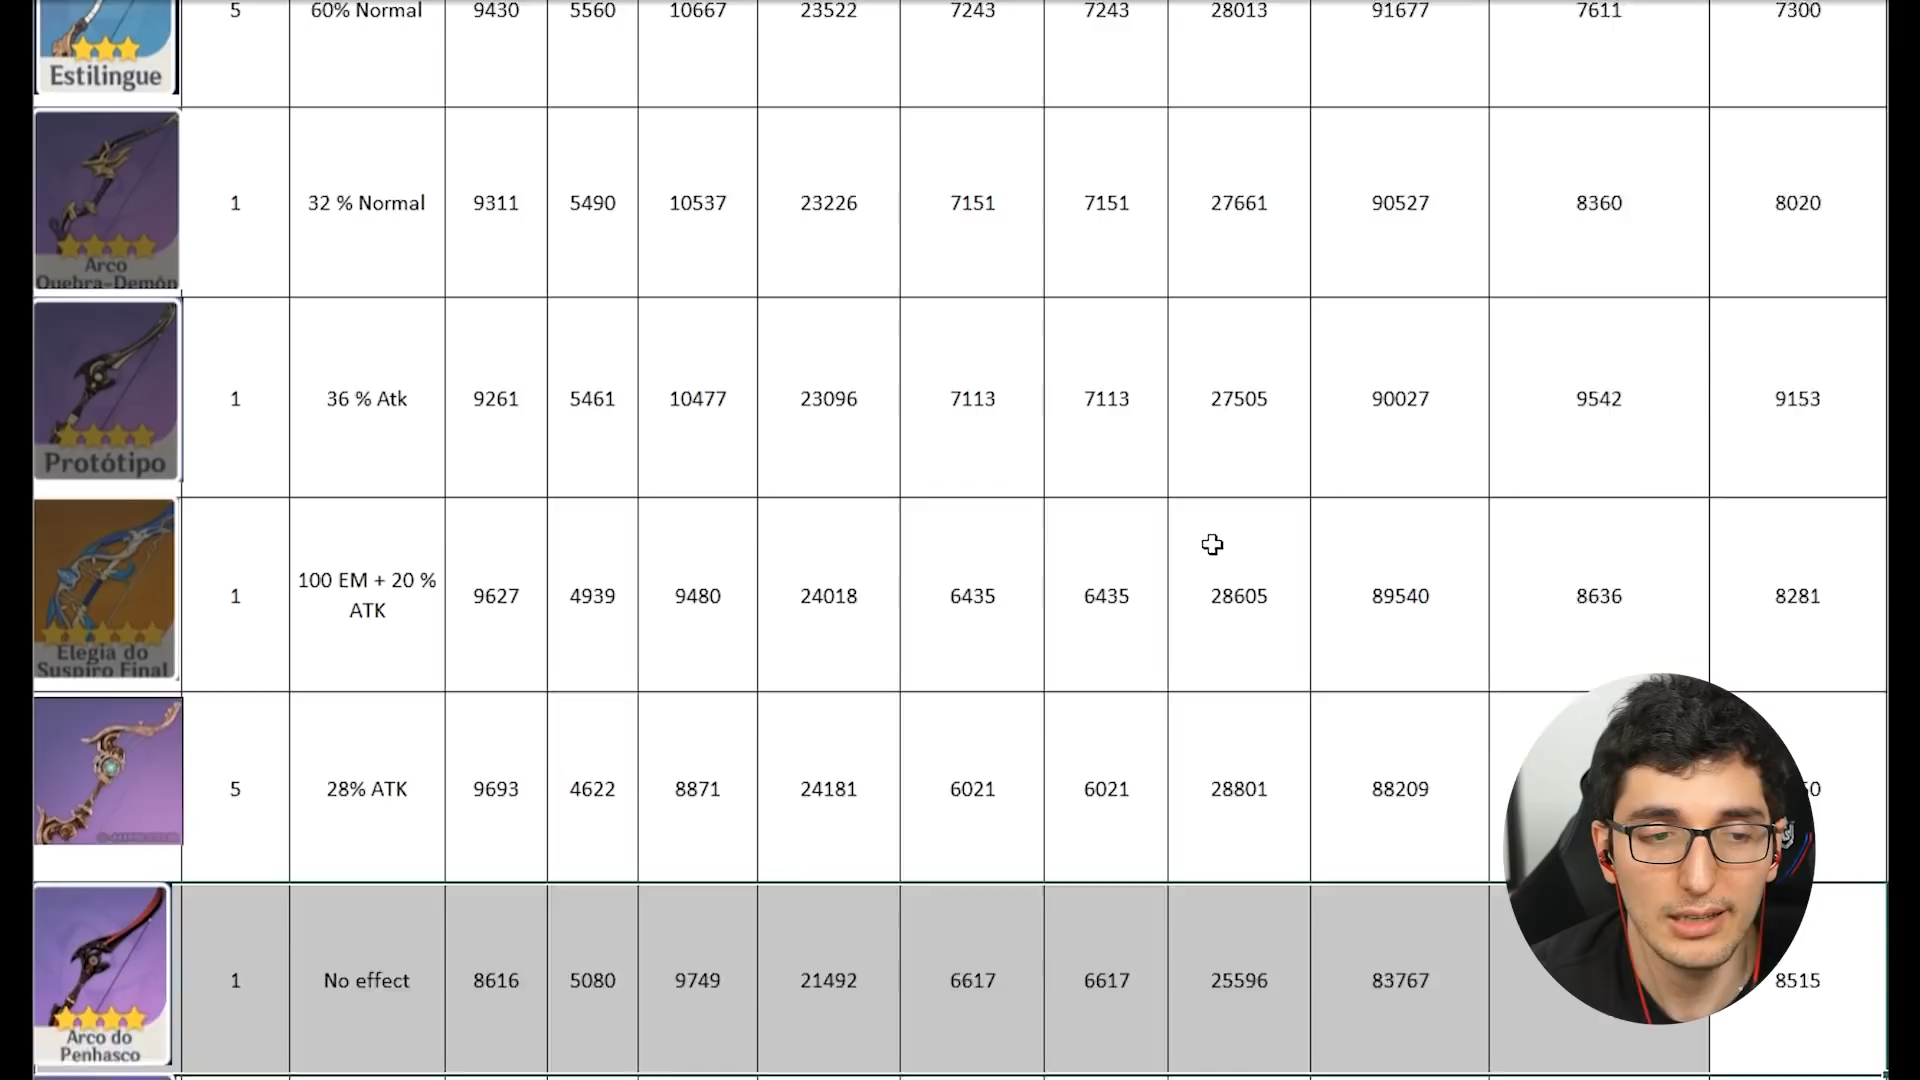 5 60% Normal 9430 5560 10667 23522 7243 7243 28013 91677 7611 7300
Estilingue
1 32 % Normal 9311 5490 10537 23226 7151 7151 27661 90527 8360 8020
Arco
Quebra-Demôn
1 36 % Atk 9261 5461 10477 23096 7113 7113 27505 90027 9542 9153
Protótipo
100 EM + 20 %
1 9627 4939 9480 24018 6435 6435 28605 89540 8636 8281
ATK
Elegia do
Suspiro Final
5 28% ATK 9693 4622 8871 24181 6021 6021 28801 88209
1 No effect 8616 5080 9749 21492 6617 6617 25596 83767 8515
Arco do
Penhasco